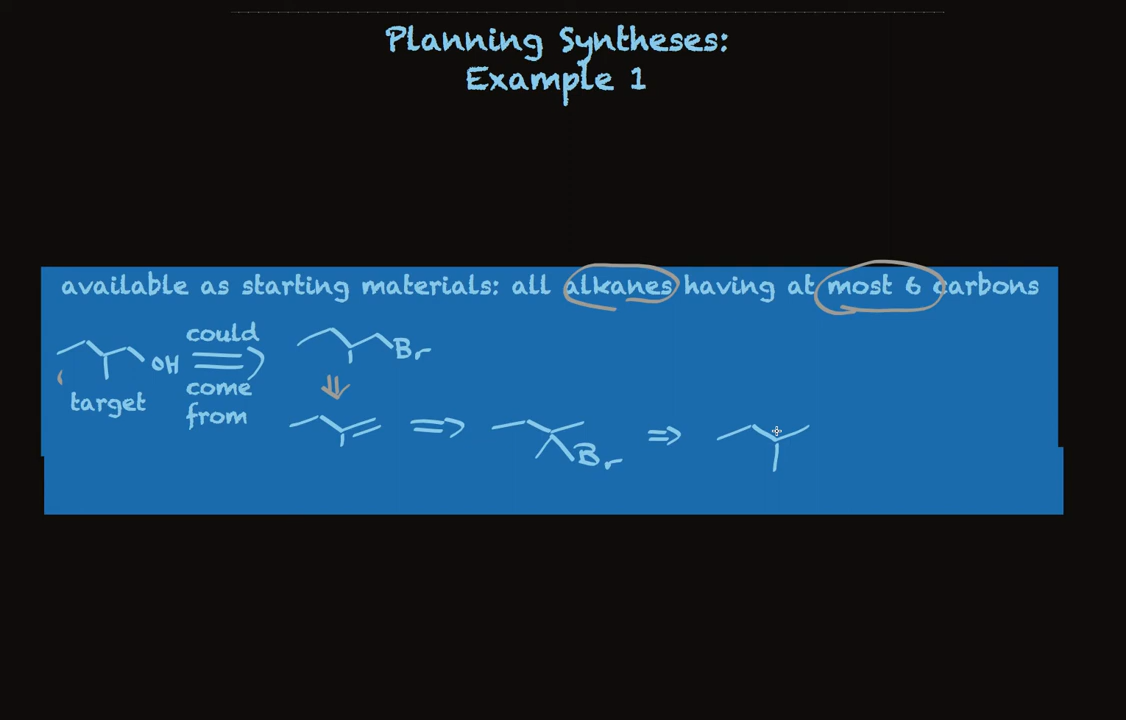 Planning Syntheses:
Example 1
available as starting materials: all alkanes having at most 6 carbons
could
come
from
OH
target
Br
Br